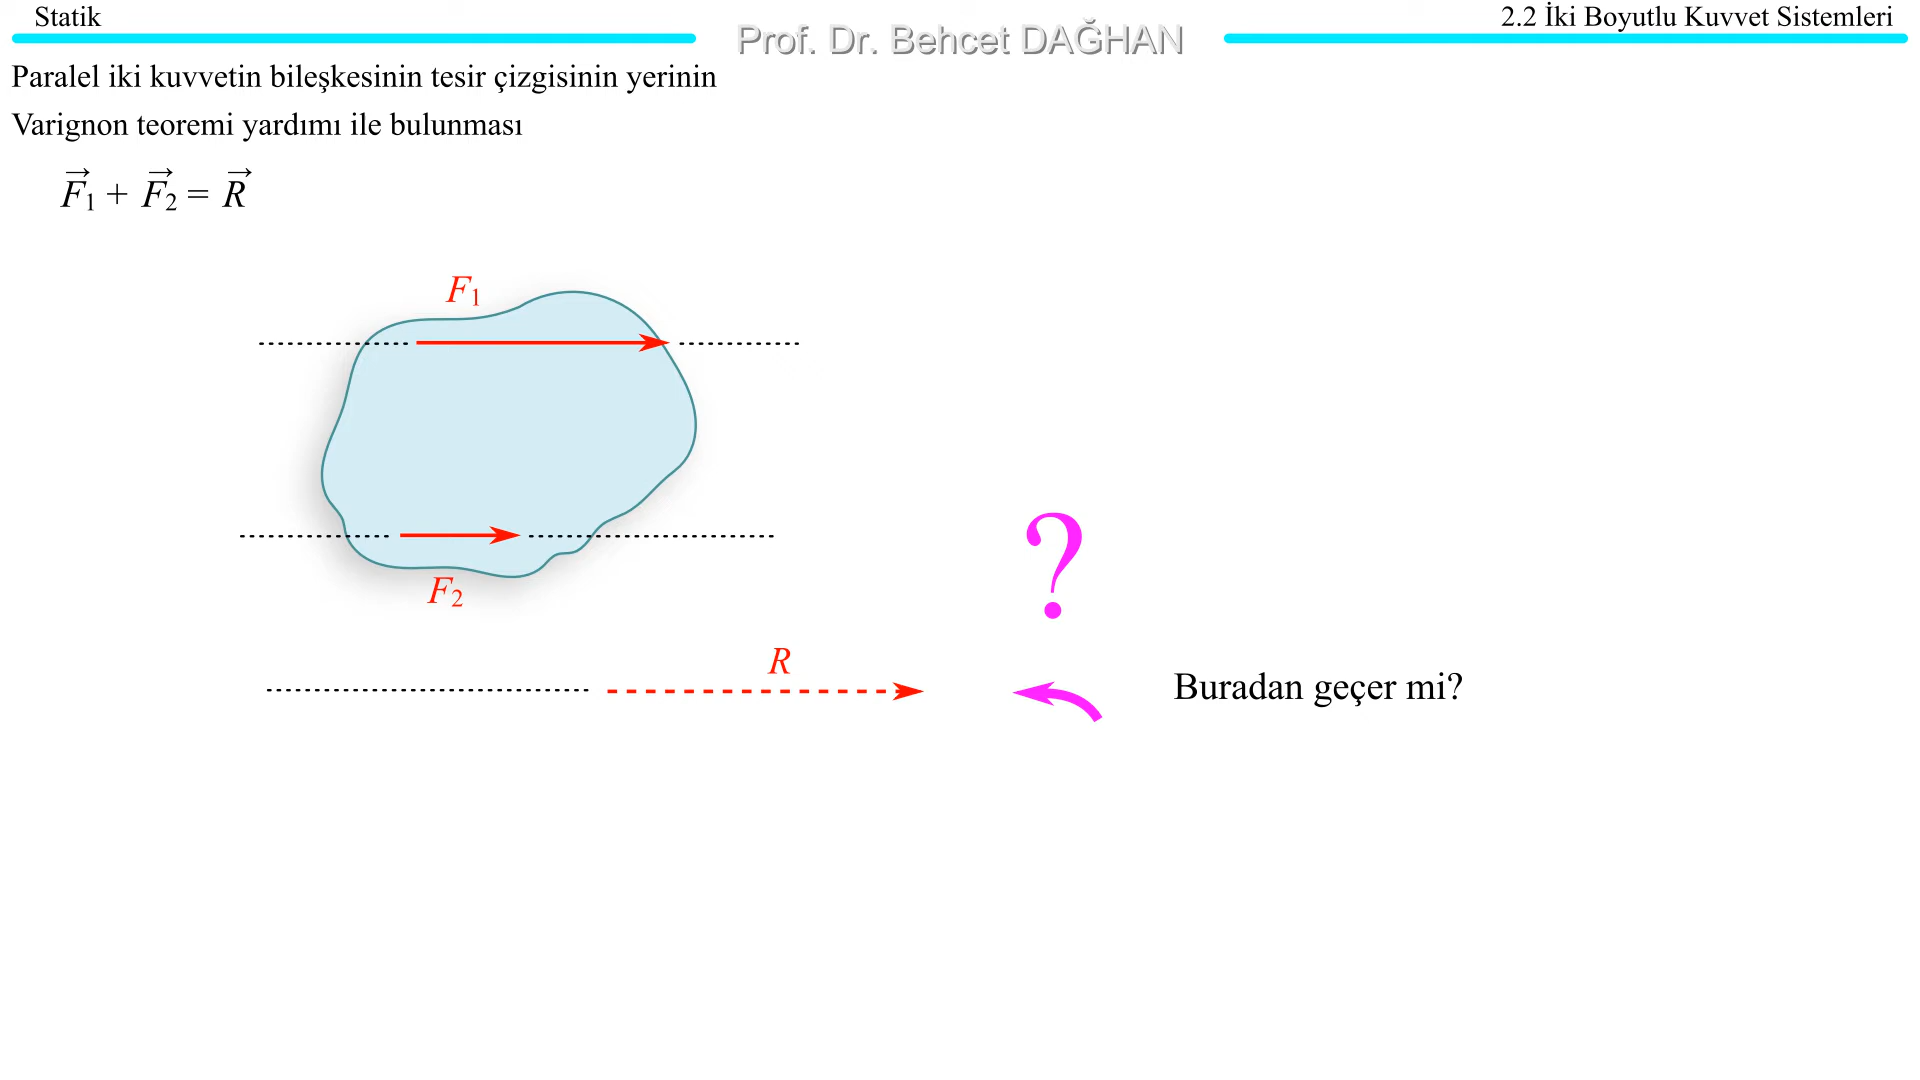 Statik
2.2 İki Boyutlu Kuvvet Sistemleri
Prof. Dr. Behcet DAĞHAN
Paralel iki kuvvetin bileşkesinin tesir çizgisinin yerinin
Varignon teoremi yardımı ile bulunması
F⃗1 + F⃗2 = R⃗
F1
F2
?
R
Buradan geçer mi?